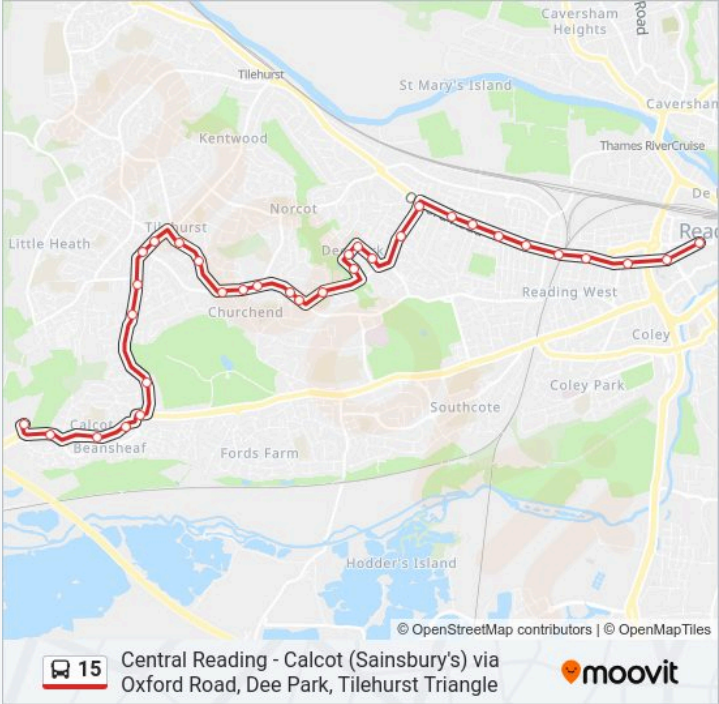 Caversham
Heights
Road
Tilehurst
St Mary's Island
Caversham
Kentwood
Thames RiverCruise
De
Norcot
Tilehurst
Little Heath
Reading West
Churchend
Coley
Coley Park
Southcote
Calcot
Beansheaf
Fords Farm
Hodder's Island
© OpenStreetMap contributors | © OpenMapTiles
15
Central Reading - Calcot (Sainsbury's) via
Oxford Road, Dee Park, Tilehurst Triangle
moovit